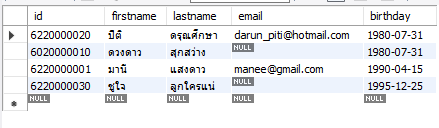 id firstname lastname email birthday
6220000020 ปิติ ดรุณศึกษา darun_piti@hotmail.com 1980-07-31
6020000010 ดวงดาว สุกสว่าง NULL 1980-07-31
6220000001 มานี แสงดาว manee@gmail.com 1990-04-15
6220000030 ชูใจ ลูกใครแน่ NULL 1995-12-25
NULL NULL NULL NULL NULL